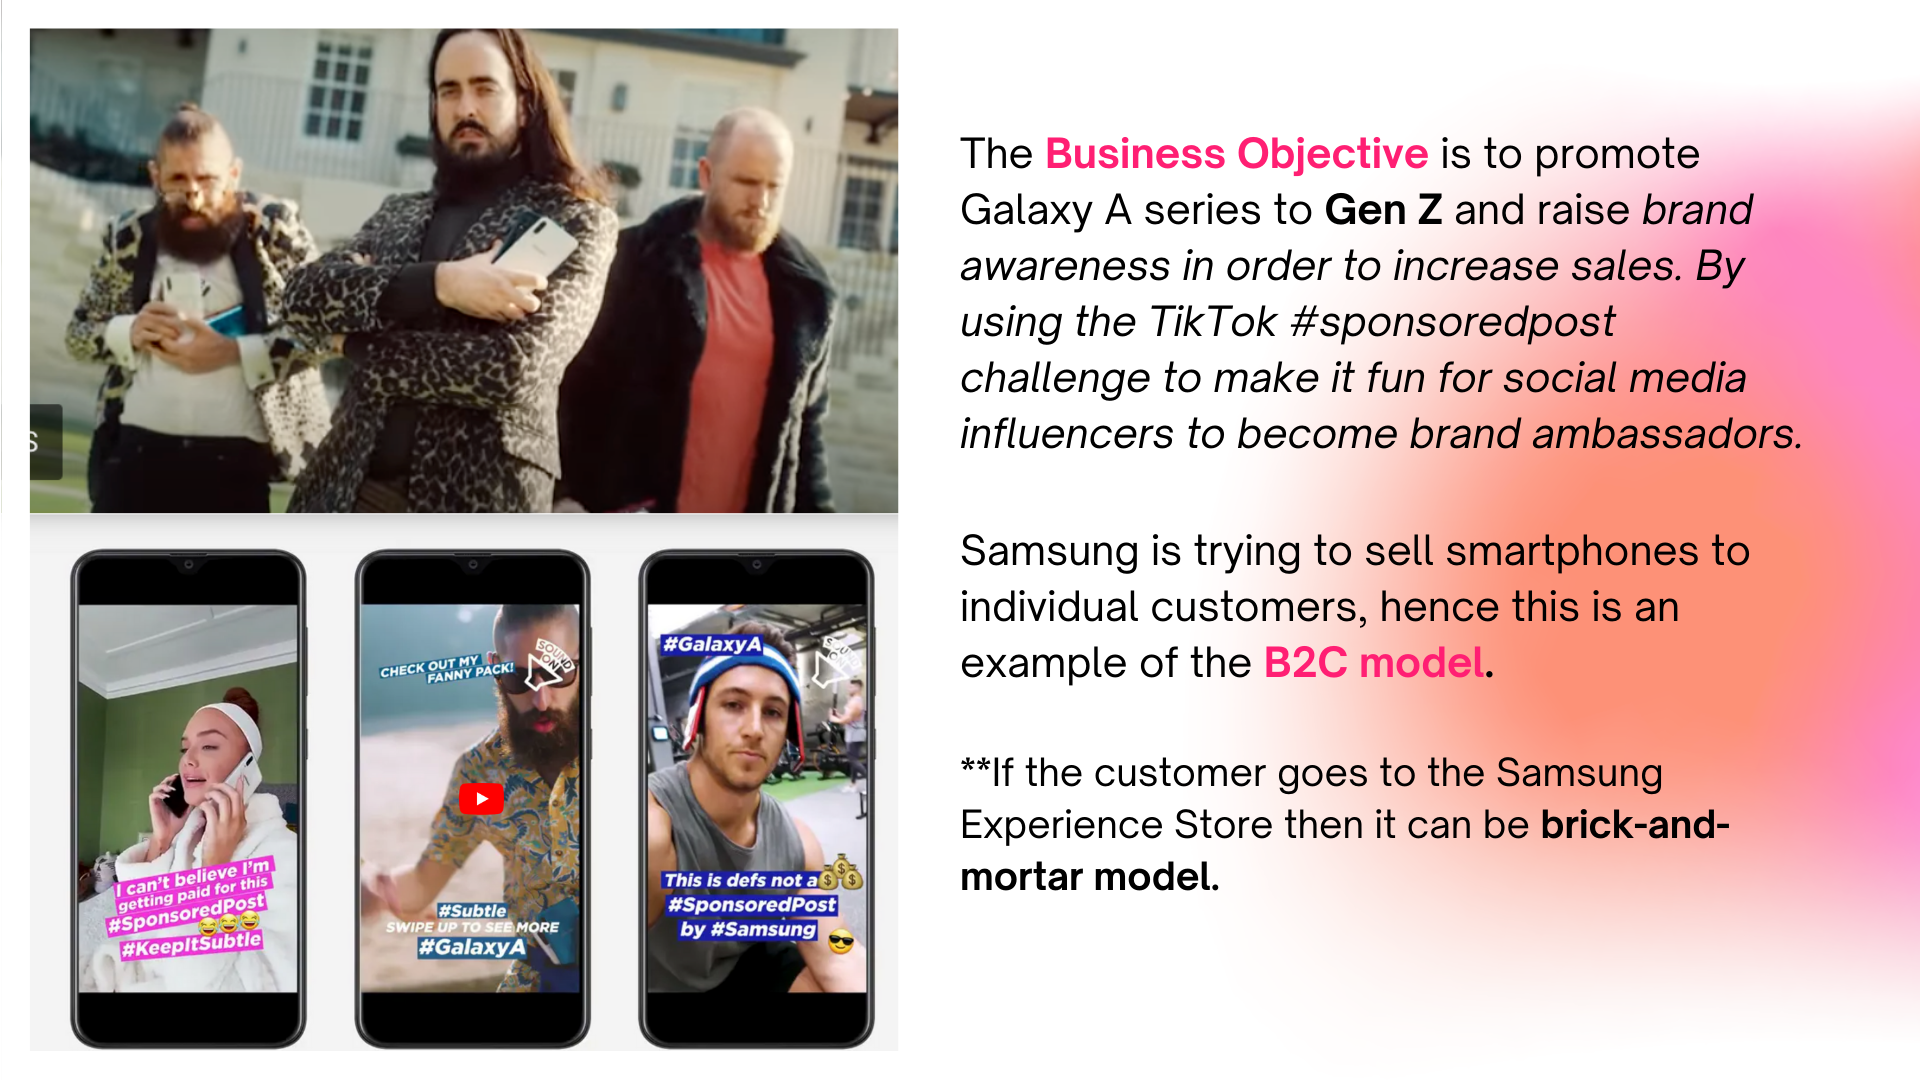 S
I can't believe I'm
getting paid for this
#SponsoredPost
#KeepItSubtle
CHECK OUT MY
FANNY PACK!
SOUND
ON
#Subtle
SWIPE UP TO SEE MORE
#GalaxyA
#GalaxyA
This is defs not a
#SponsoredPost
by #Samsung
The Business Objective is to promote
Galaxy A series to Gen Z and raise brand
awareness in order to increase sales. By
using the TikTok #sponsoredpost
challenge to make it fun for social media
influencers to become brand ambassadors.
Samsung is trying to sell smartphones to
individual customers, hence this is an
example of the B2C model.
**If the customer goes to the Samsung
Experience Store then it can be brick-and-
mortar model.